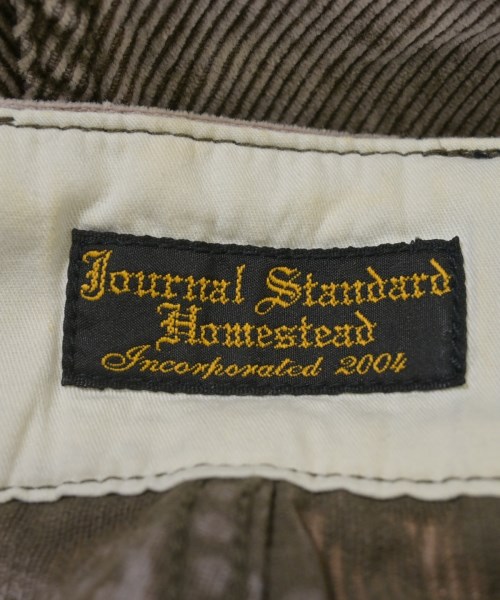 Journal Standard
Homestead
Incorporated 2004